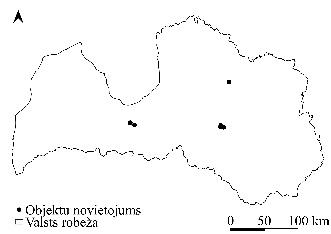 ● Objektu novietojums
Valsts robeža
0 50 100 km